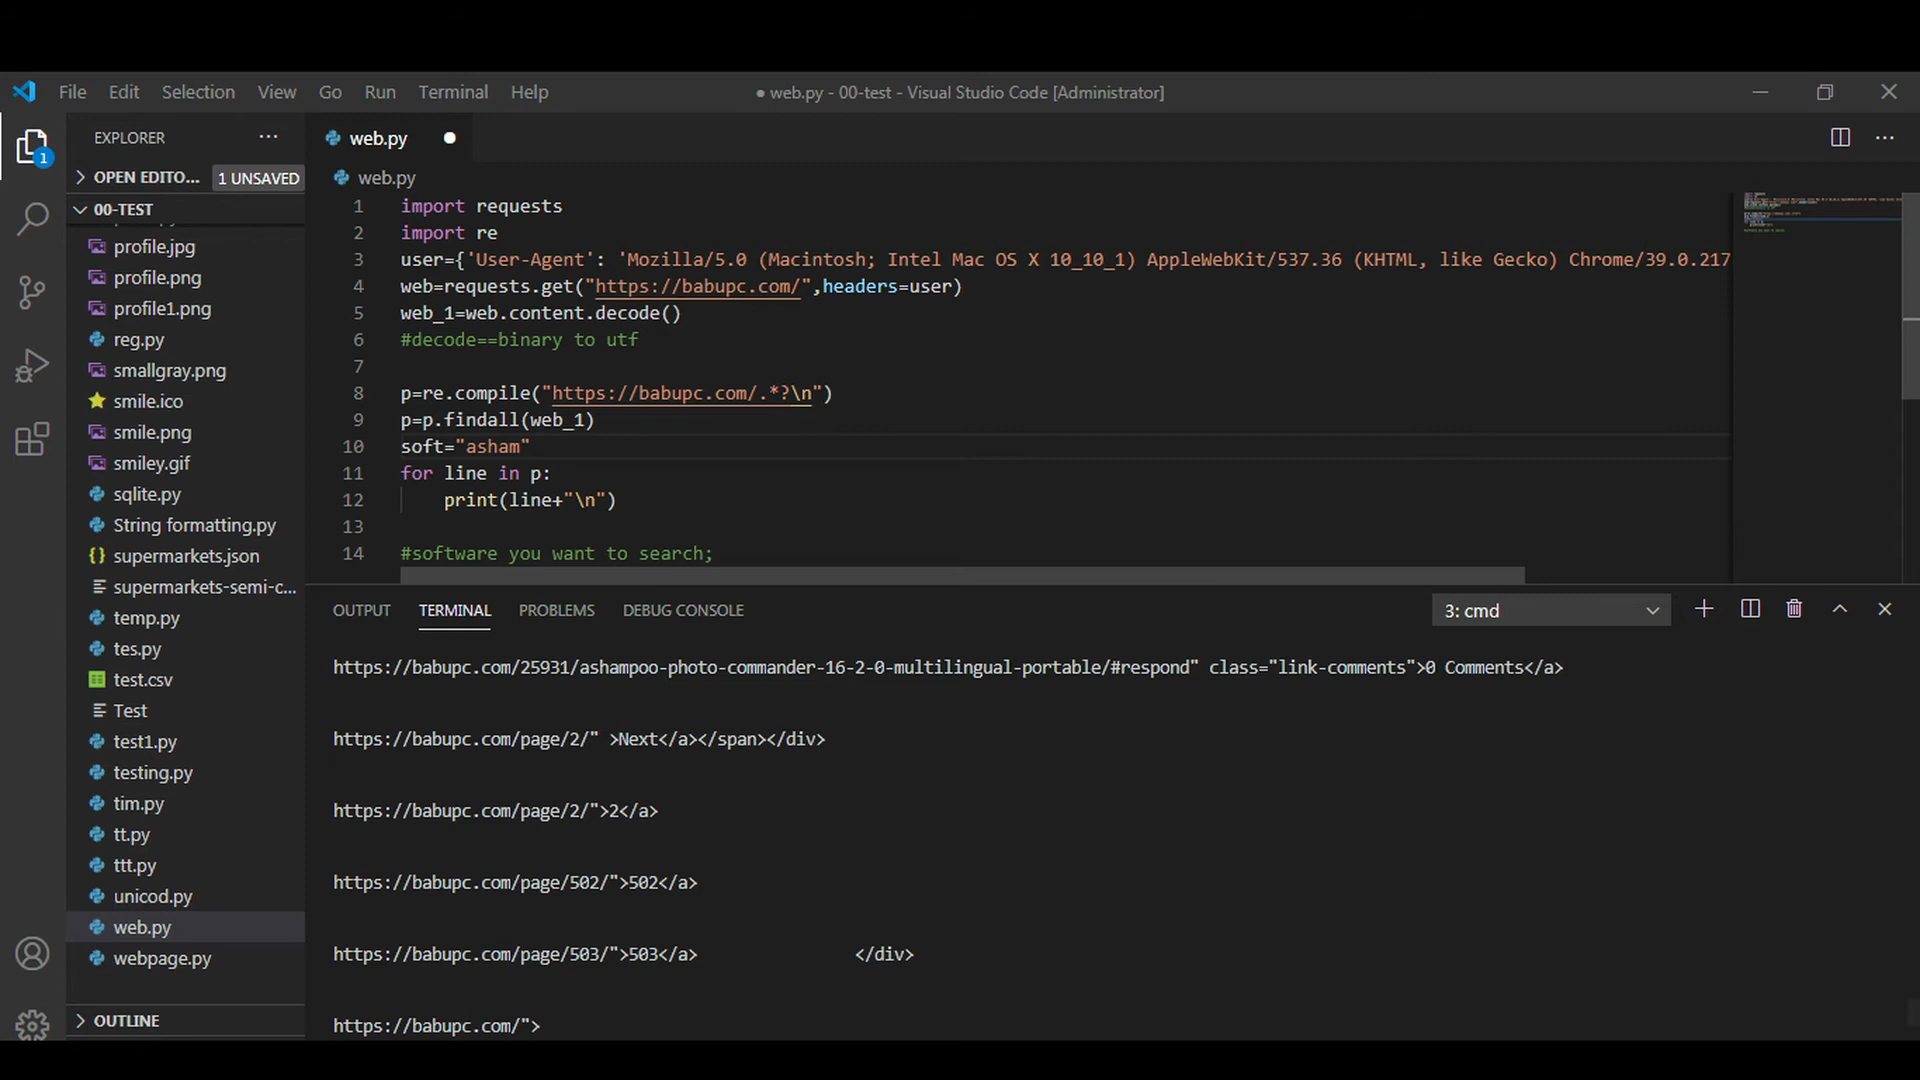 File Edit Selection View Go Run Terminal Help
● web.py - 00-test - Visual Studio Code [Administrator]
EXPLORER ···
OPEN EDITO... 1 UNSAVED
00-TEST
profile.jpg
profile.png
profile1.png
reg.py
smallgray.png
smile.ico
smile.png
smiley.gif
sqlite.py
String formatting.py
supermarkets.json
supermarkets-semi-c...
temp.py
tes.py
test.csv
Test
test1.py
testing.py
tim.py
tt.py
ttt.py
unicod.py
web.py
webpage.py
OUTLINE
1
web.py
web.py
1 import requests
2 import re
3 user={'User-Agent': 'Mozilla/5.0 (Macintosh; Intel Mac OS X 10_10_1) AppleWebKit/537.36 (KHTML, like Gecko) Chrome/39.0.217
4 web=requests.get("https://babupc.com/",headers=user)
5 web_1=web.content.decode()
6 #decode==binary to utf
7
8 p=re.compile("https://babupc.com/.*?\n")
9 p=p.findall(web_1)
10 soft="asham"
11 for line in p:
12 print(line+"\n")
13
14 #software you want to search;
OUTPUT TERMINAL PROBLEMS DEBUG CONSOLE 3: cmd
https://babupc.com/25931/ashampoo-photo-commander-16-2-0-multilingual-portable/#respond" class="link-comments">0 Comments</a>
https://babupc.com/page/2/" >Next</a></span></div>
https://babupc.com/page/2/">2</a>
https://babupc.com/page/502/">502</a>
https://babupc.com/page/503/">503</a> </div>
https://babupc.com/">